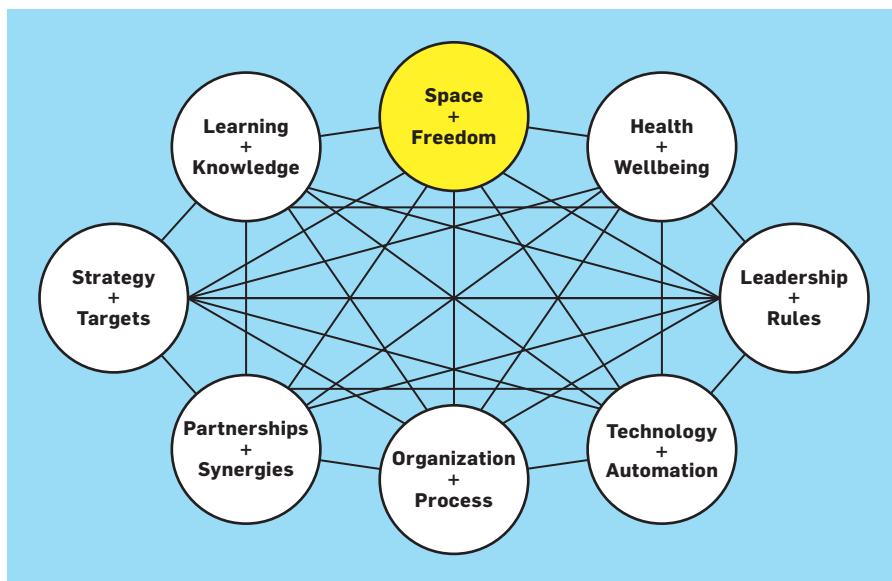 Space
+
Freedom
Learning
+
Knowledge
Health
+
Wellbeing
Strategy
+
Targets
Leadership
+
Rules
Partnerships
+
Synergies
Organization
+
Process
Technology
+
Automation